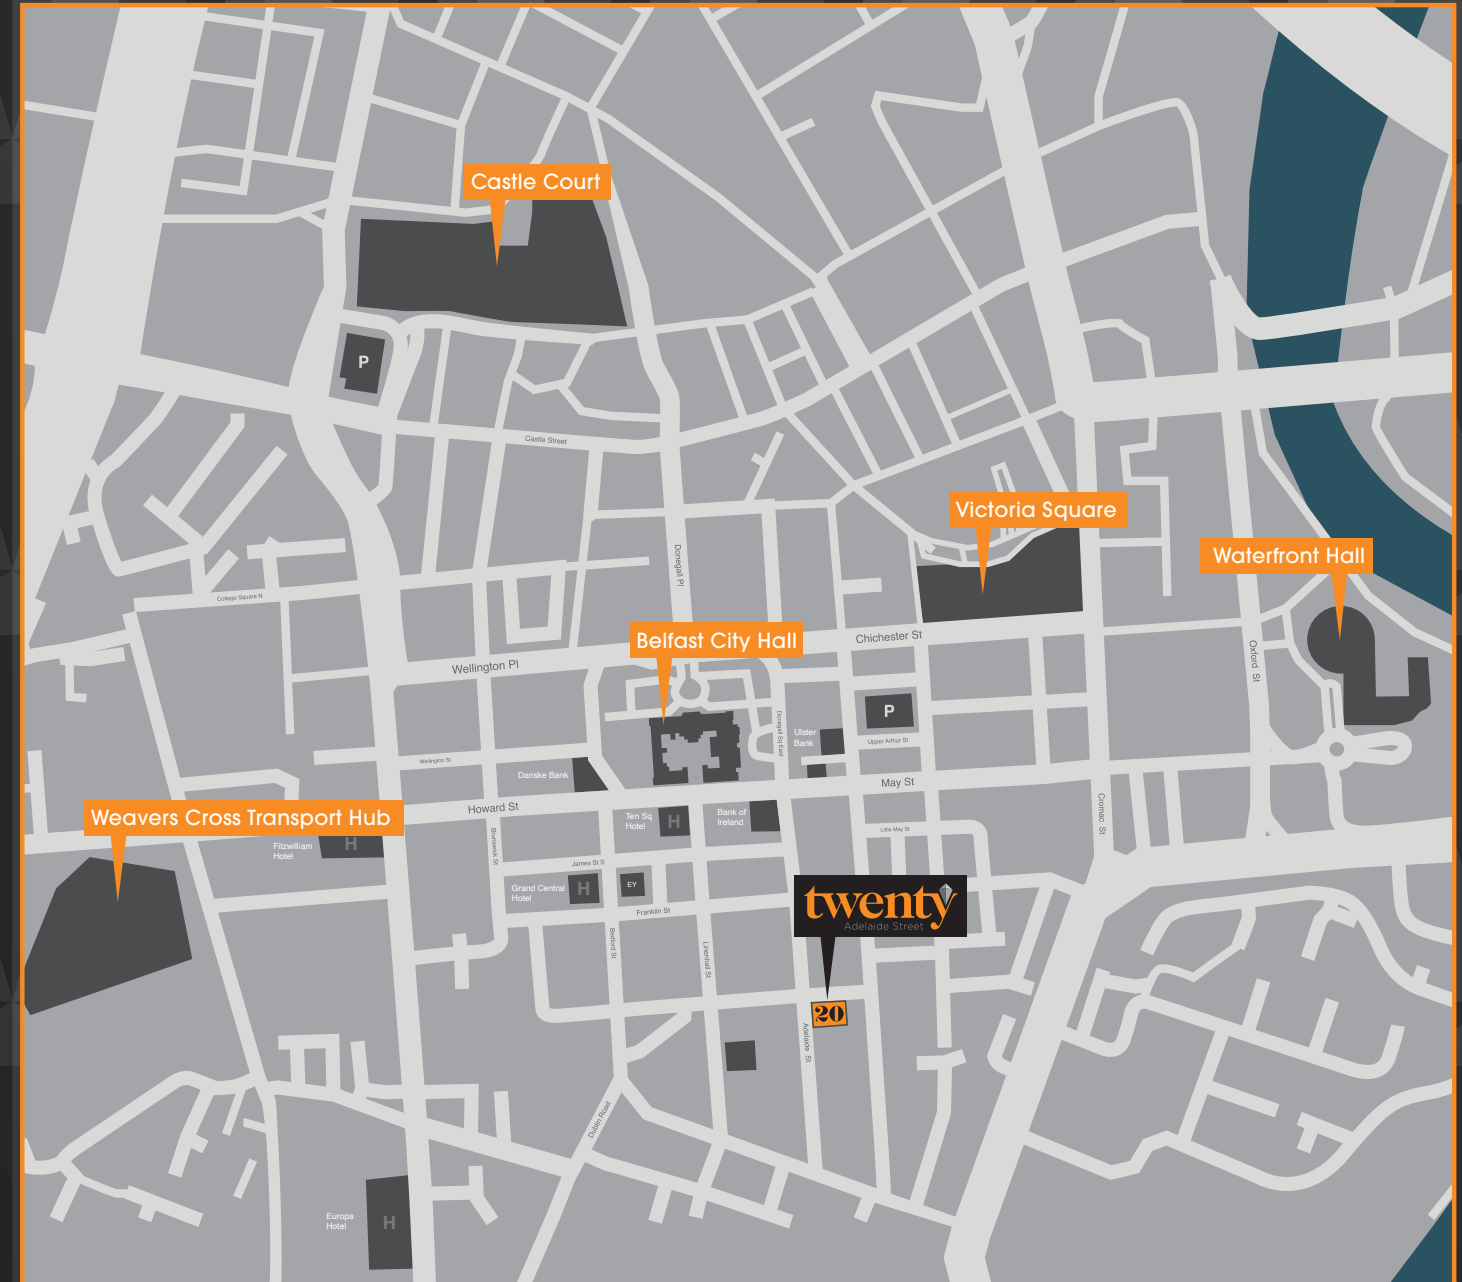 Castle Court
P
Castle Street
Victoria Square
Waterfront Hall
Donegall Pl
College Square N
Belfast City Hall
Chichester St
Wellington Pl
Oxford St
P
Donegall Sq East
Ulster
Bank
Upper Arthur St
Wellington St
Danske Bank
May St
Howard St
Weavers Cross Transport Hub
Ten Sq
Hotel
H
Bank of
Ireland
Cromac St
Little May St
Brunswick St
Fitzwilliam
Hotel
H
James St S
Grand Central
Hotel
H
EY
Franklin St
twenty
Adelaide Street
Bedford St
Linenhall St
20
Adelaide St
Dublin Road
Europa
Hotel
H